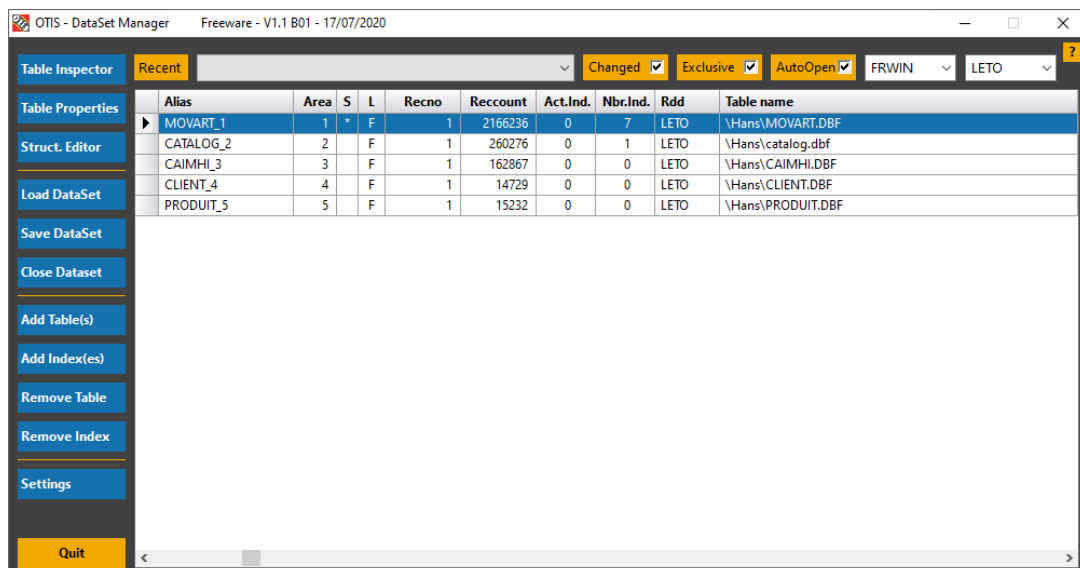 OTIS - DataSet Manager Freeware - V1.1 B01 - 17/07/2020
?
Table Inspector Recent Changed Exclusive AutoOpen FRWIN LETO
Table Properties
Struct. Editor
Load DataSet
Save DataSet
Close Dataset
Add Table(s)
Add Index(es)
Remove Table
Remove Index
Settings
Quit
Alias Area S L Recno Reccount Act.Ind. Nbr.Ind. Rdd Table name
MOVART_1 1 * F 1 2166236 0 7 LETO \Hans\MOVART.DBF
CATALOG_2 2 F 1 260276 0 1 LETO \Hans\catalog.dbf
CAIMHI_3 3 F 1 162867 0 0 LETO \Hans\CAIMHI.DBF
CLIENT_4 4 F 1 14729 0 0 LETO \Hans\CLIENT.DBF
PRODUIT_5 5 F 1 15232 0 0 LETO \Hans\PRODUIT.DBF